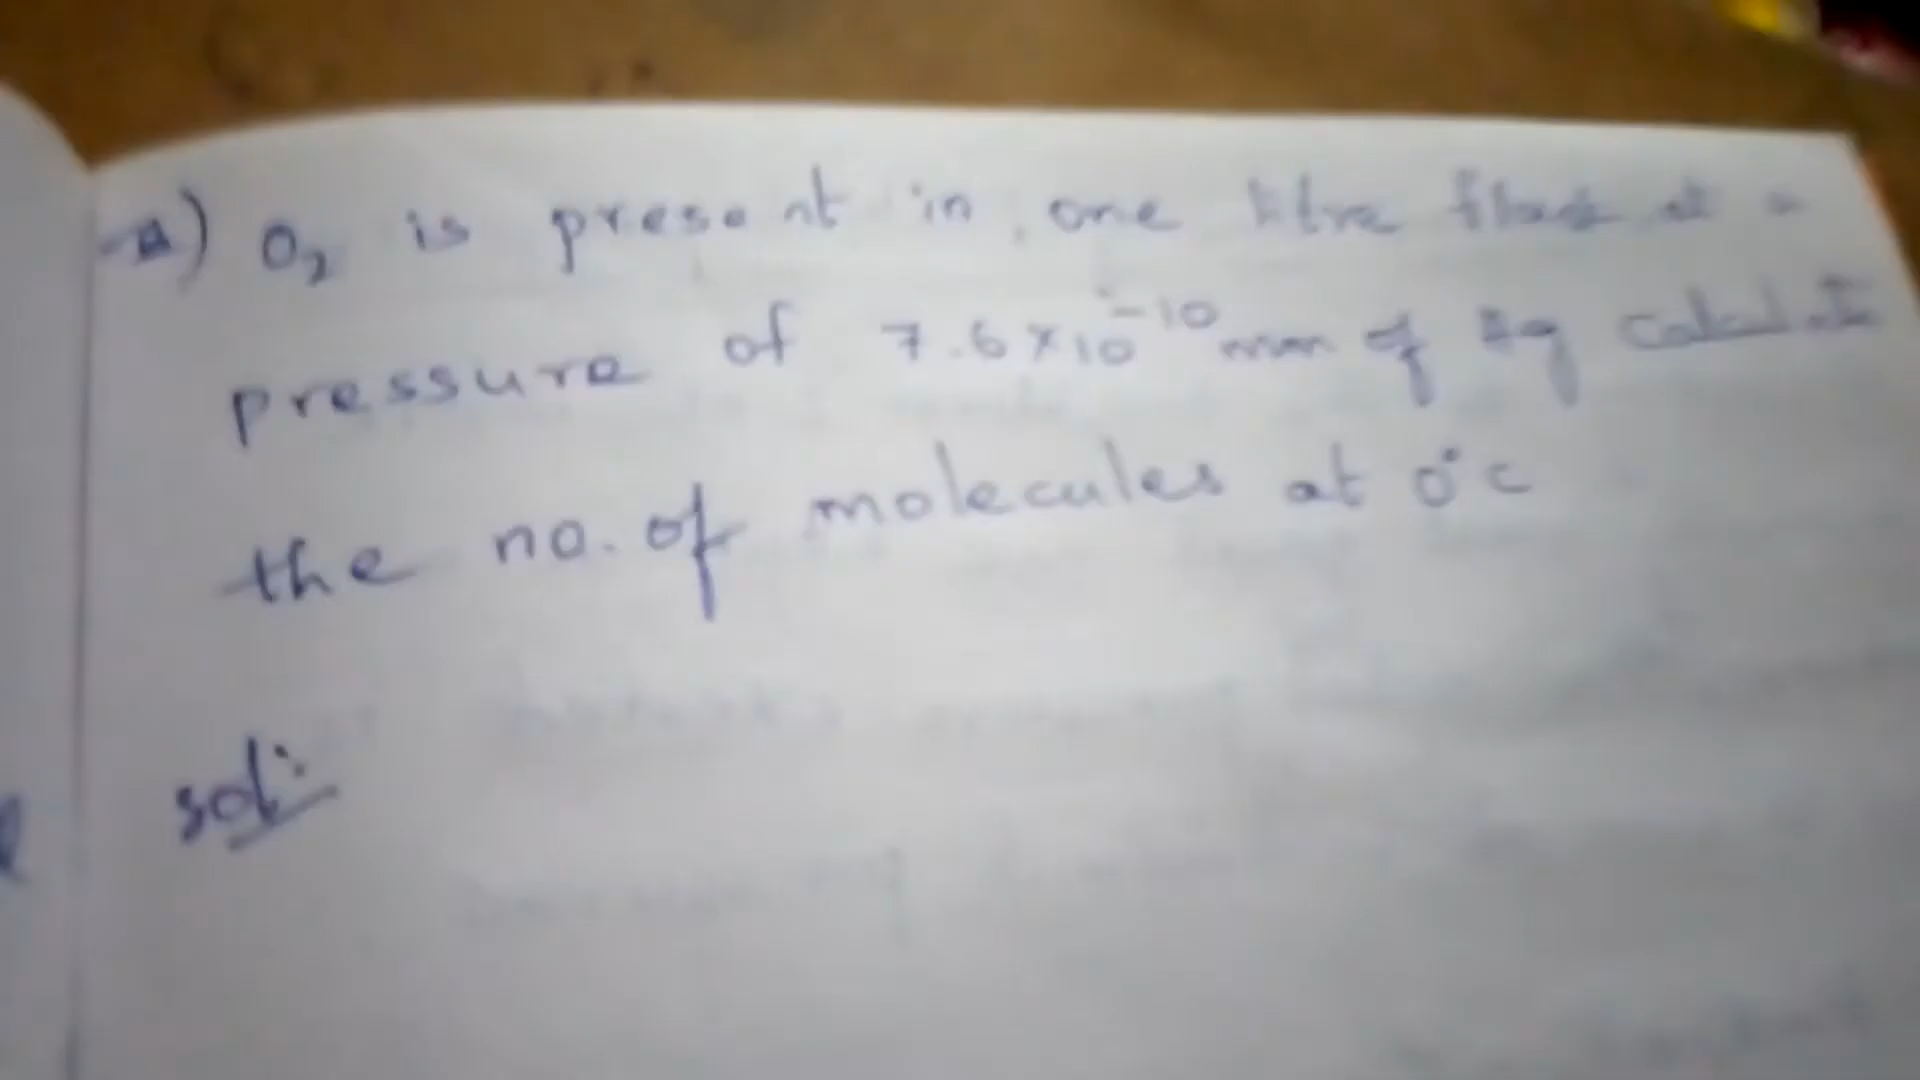 O₂ is present in one litre flask at a
pressure of 7.6×10⁻¹⁰ mm of Hg calculate
the no. of molecules at 0°c
sol: